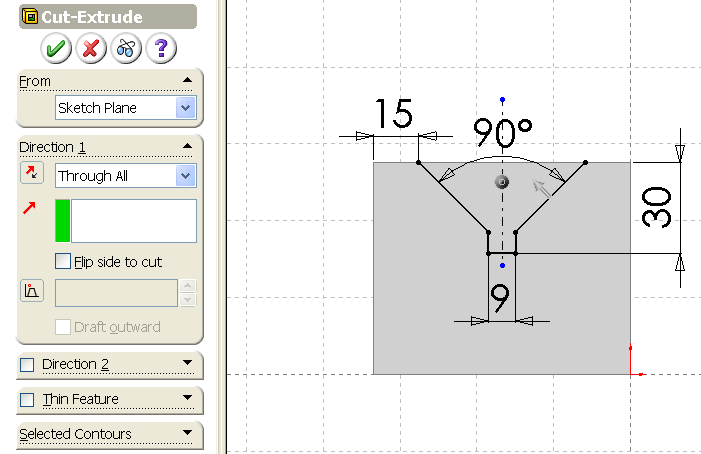 Cut-Extrude
?
From
Sketch Plane
Direction 1
Through All
Flip side to cut
Draft outward
Direction 2
Thin Feature
Selected Contours
15
90°
30
9